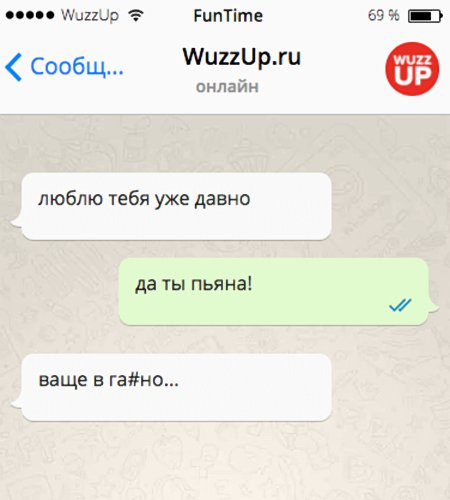 WuzzUp FunTime 69 %
Сообщ... WuzzUp.ru WUZZ
онлайн UP
люблю тебя уже давно
да ты пьяна!
ваще в га#но...